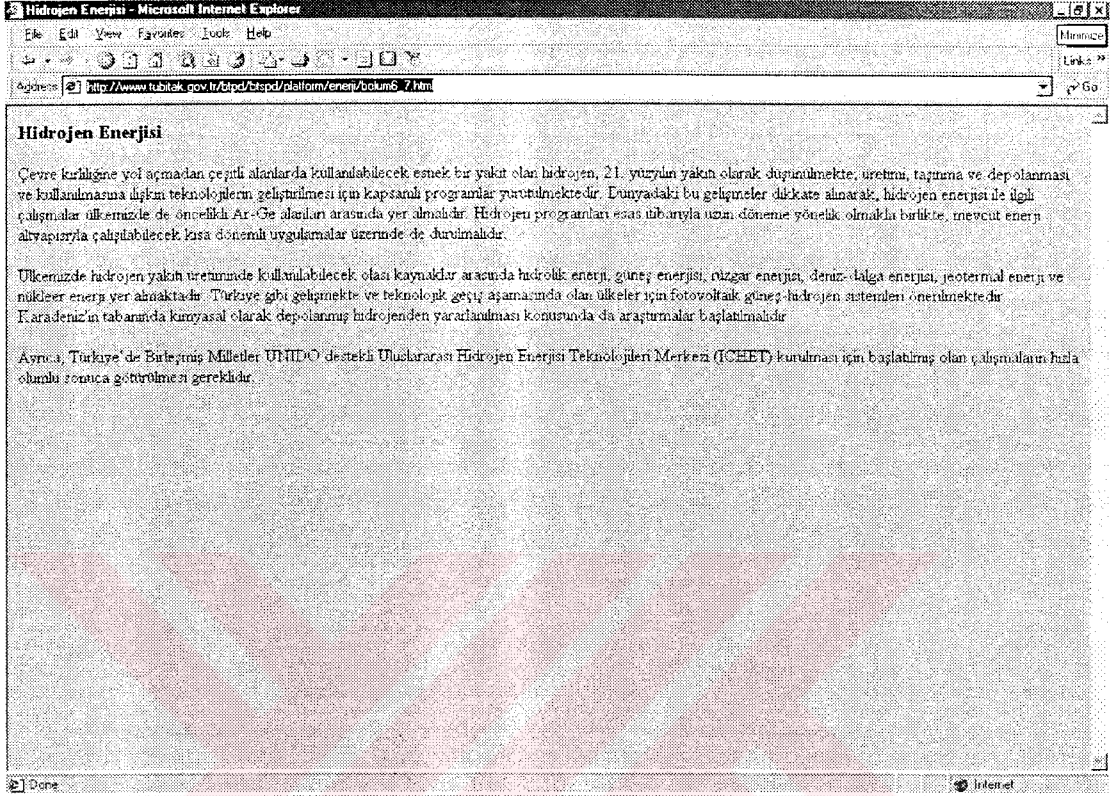 Hidrojen Enerjisi - Microsoft Internet Explorer
File Edit View Favorites Tools Help
Minimize
Links »
Address http://www.tubitak.gov.tr/btpd/btspd/platform/enerji/bolum6_7.html
Go
Hidrojen Enerjisi
Çevre kirliliğine yol açmadan çeşitli alanlarda kullanılabilecek esnek bir yakıt olan hidrojen, 21. yüzyılın yakıtı olarak düşünülmekte, üretimi, taşınma ve depolanması
ve kullanılmasına ilişkin teknolojilerin geliştirilmesi için kapsamlı programlar yürütülmektedir. Dünyadaki bu gelişmeler dikkate alınarak, hidrojen enerjisi ile ilgili
çalışmalar ülkemizde de öncelikli Ar-Ge alanları arasında yer almalıdır. Hidrojen programları esas itibarıyla uzun döneme yönelik olmakla birlikte, mevcut enerji
altyapısıyla çalışılabilecek kısa dönemli uygulamalar üzerinde de durulmalıdır.
Ülkemizde hidrojen yakıtı üretiminde kullanılabilecek olası kaynaklar arasında hidrolik enerji, güneş enerjisi, rüzgar enerjisi, deniz-dalga enerjisi, jeotermal enerji ve
nükleer enerji yer almaktadır. Türkiye gibi gelişmekte ve teknolojik geçiş aşamasında olan ülkeler için fotovoltaik güneş-hidrojen sistemleri önerilmektedir.
Karadeniz'in tabanında kimyasal olarak depolanmış hidrojenden yararlanılması konusunda da araştırmalar başlatılmalıdır.
Ayrıca, Türkiye'de Birleşmiş Milletler UNIDO destekli Uluslararası Hidrojen Enerjisi Teknolojileri Merkezi (ICHET) kurulması için başlatılmış olan çalışmaların hızla
olumlu sonuca götürülmesi gereklidir.
Done
Internet